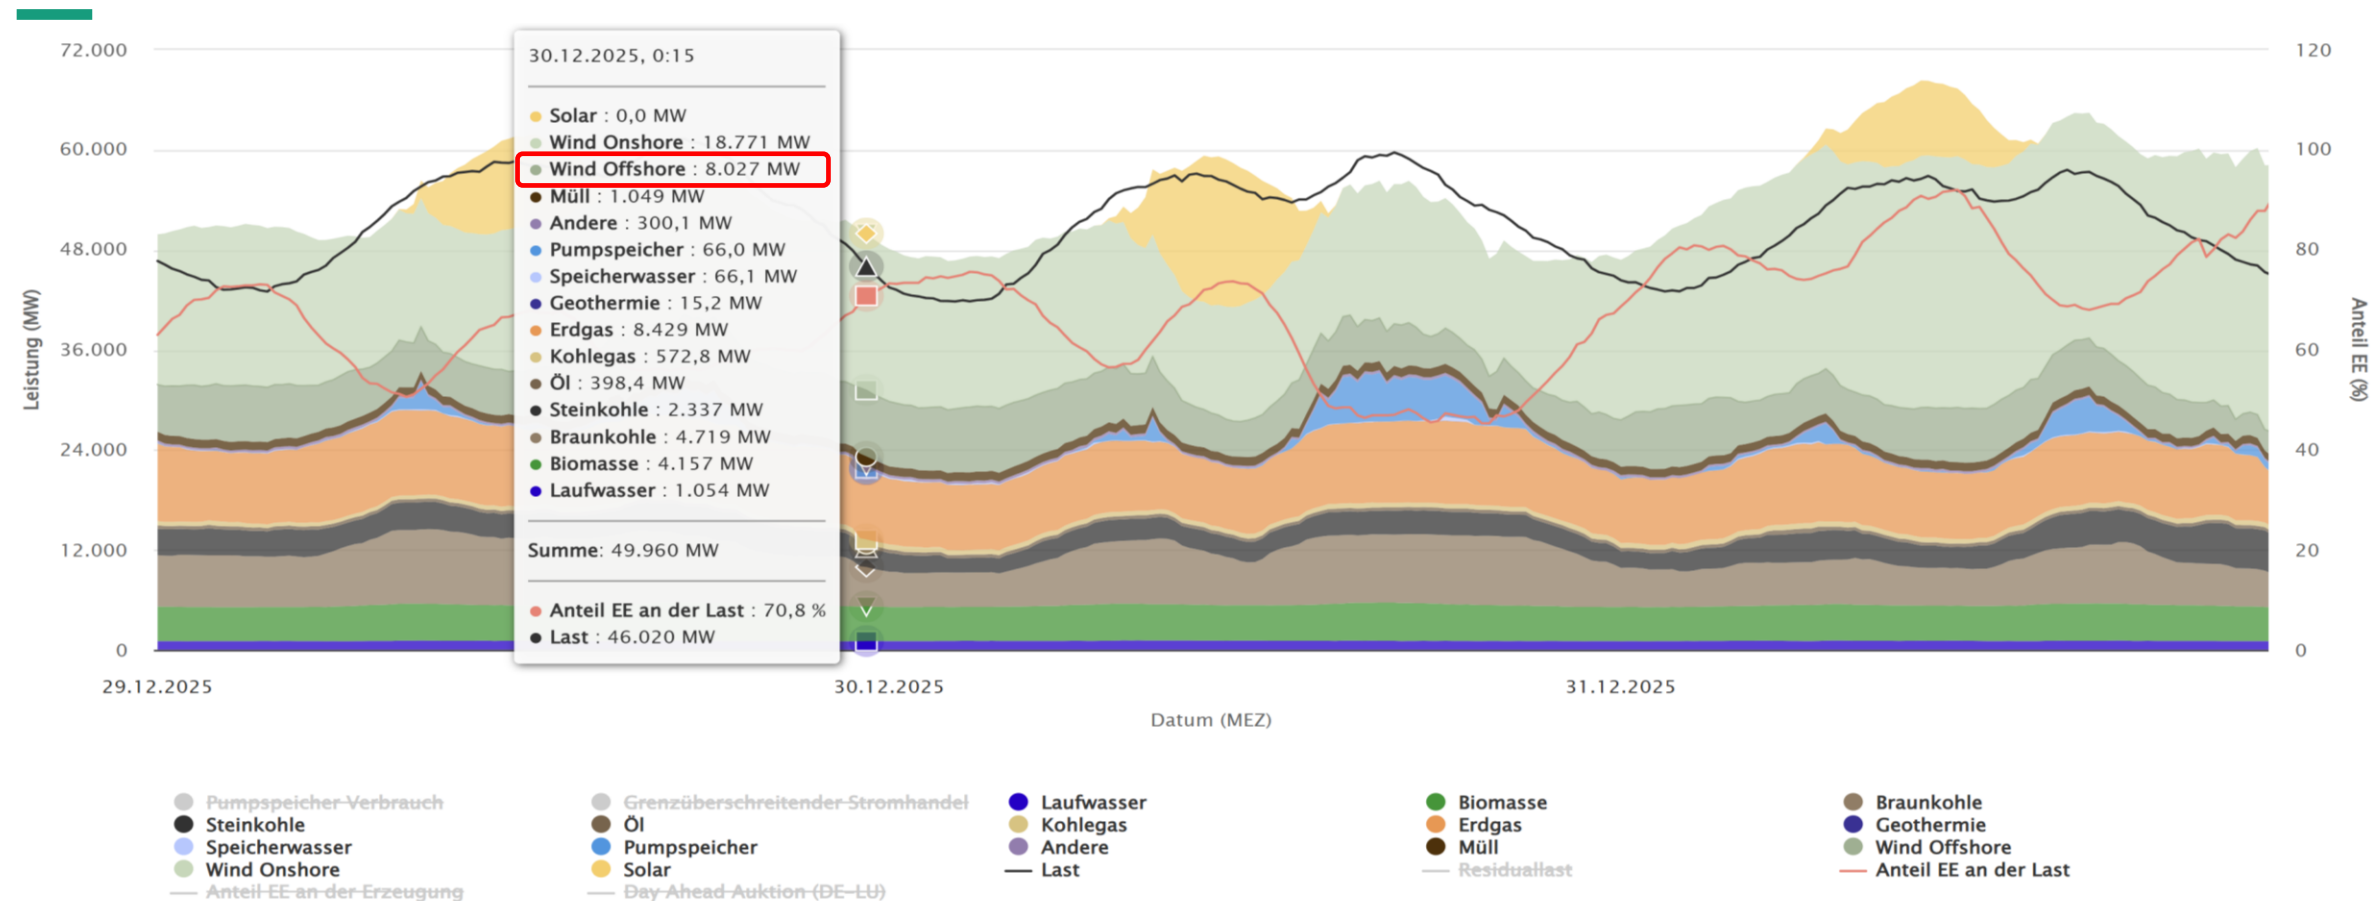 72.000
60.000
48.000
36.000
24.000
12.000
0
Leistung (MW)
120
100
80
60
40
20
0
Anteil EE (%)
30.12.2025, 0:15
Solar : 0,0 MW
Wind Onshore : 18.771 MW
Wind Offshore : 8.027 MW
Müll : 1.049 MW
Andere : 300,1 MW
Pumpspeicher : 66,0 MW
Speicherwasser : 66,1 MW
Geothermie : 15,2 MW
Erdgas : 8.429 MW
Kohlegas : 572,8 MW
Öl : 398,4 MW
Steinkohle : 2.337 MW
Braunkohle : 4.719 MW
Biomasse : 4.157 MW
Laufwasser : 1.054 MW
Summe: 49.960 MW
Anteil EE an der Last : 70,8 %
Last : 46.020 MW
29.12.2025 30.12.2025 31.12.2025
Datum (MEZ)
Pumpspeicher Verbrauch Grenzüberschreitender Stromhandel Laufwasser Biomasse Braunkohle
Steinkohle Öl Kohlegas Erdgas Geothermie
Speicherwasser Pumpspeicher Andere Müll Wind Offshore
Wind Onshore Solar Last Residuallast Anteil EE an der Last
Anteil EE an der Erzeugung Day Ahead Auktion (DE-LU)